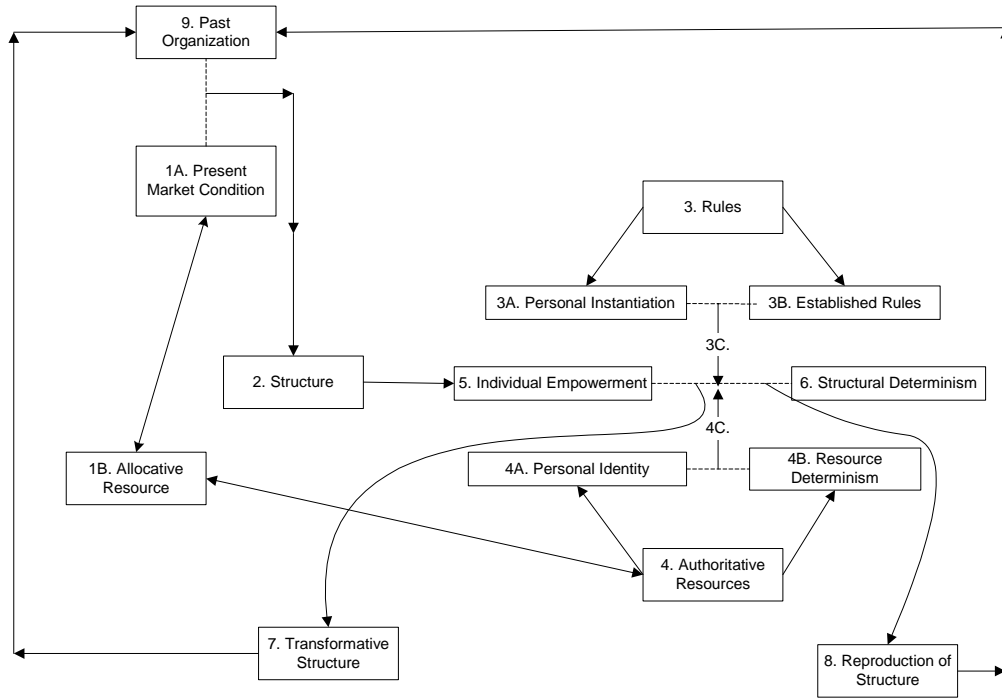 9. Past
Organization
1A. Present
Market Condition
3. Rules
3A. Personal Instantiation
3B. Established Rules
3C.
2. Structure
5. Individual Empowerment
6. Structural Determinism
4C.
1B. Allocative
Resource
4A. Personal Identity
4B. Resource
Determinism
4. Authoritative
Resources
7. Transformative
Structure
8. Reproduction of
Structure